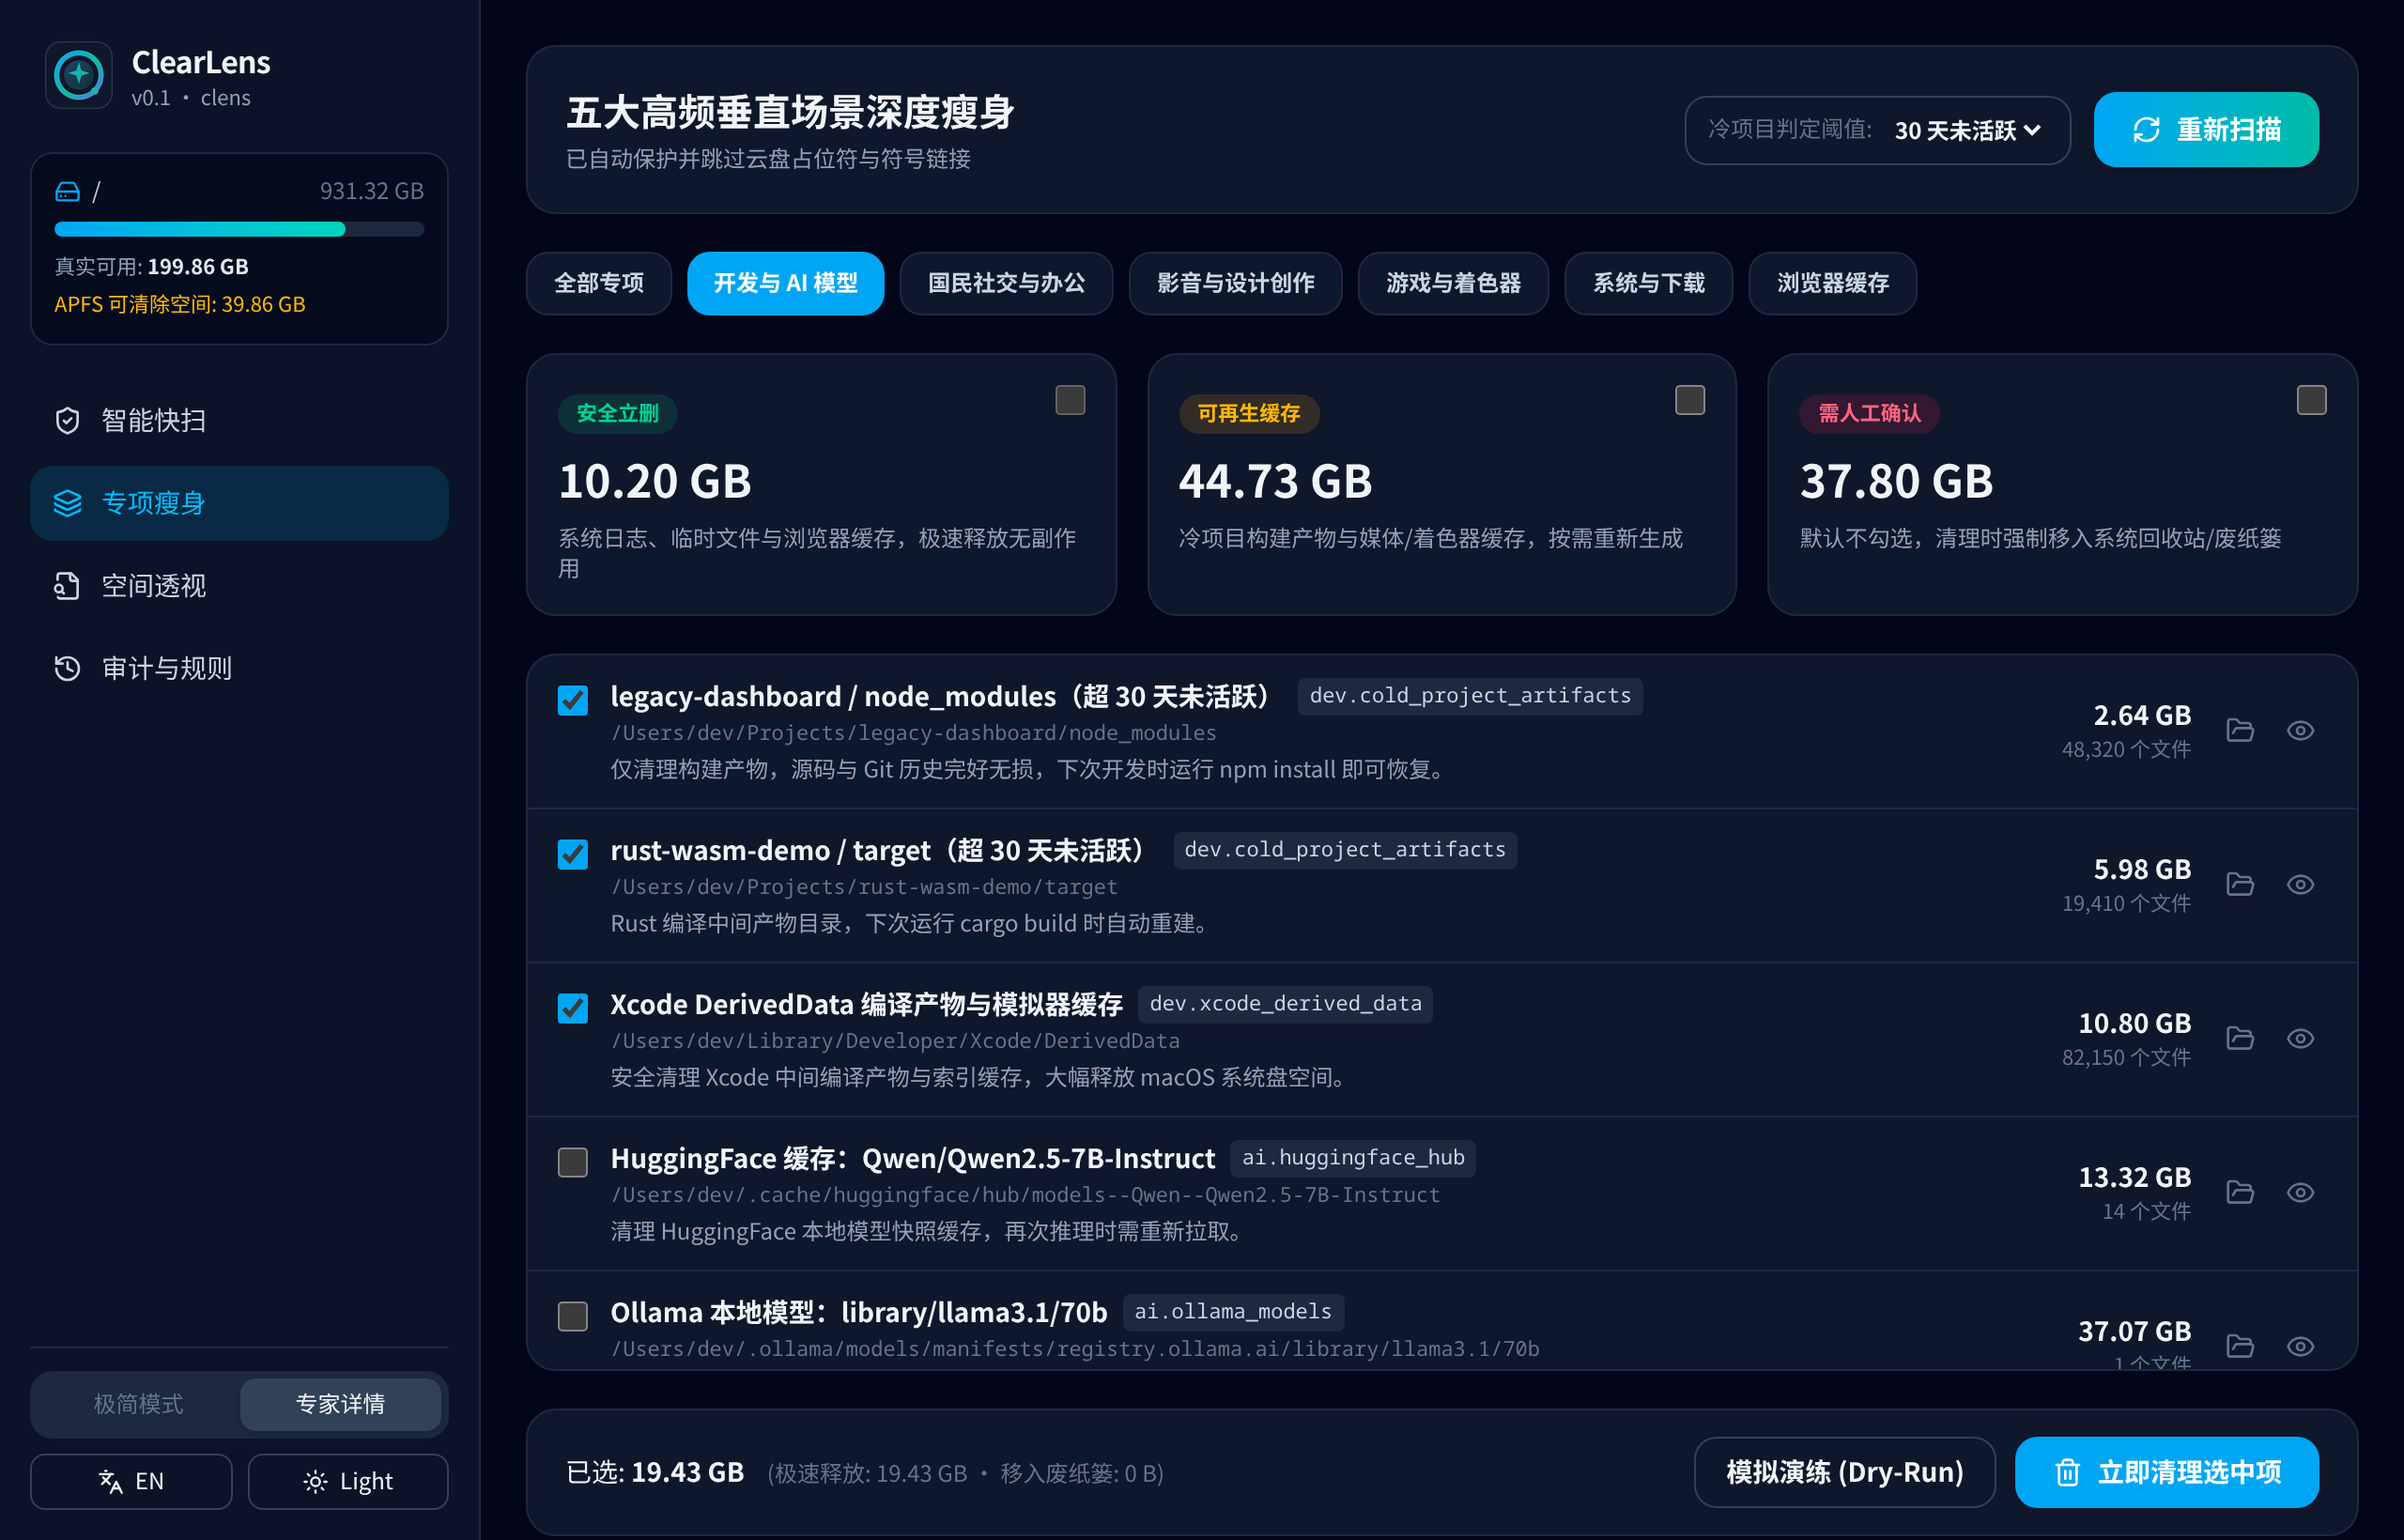 ClearLens
v0.1 • clens
/ 931.32 GB
真实可用: 199.86 GB
APFS 可清除空间: 39.86 GB
智能快扫
专项瘦身
空间透视
审计与规则
极简模式 专家详情
EN Light
五大高频垂直场景深度瘦身
已自动保护并跳过云盘占位符与符号链接
冷项目判定阈值: 30 天未活跃
重新扫描
全部专项 开发与 AI 模型 国民社交与办公 影音与设计创作 游戏与着色器 系统与下载 浏览器缓存
安全立删
10.20 GB
系统日志、临时文件与浏览器缓存，极速释放无副作
用
可再生缓存
44.73 GB
冷项目构建产物与媒体/着色器缓存，按需重新生成
需人工确认
37.80 GB
默认不勾选，清理时强制移入系统回收站/废纸篓
legacy-dashboard / node_modules（超 30 天未活跃） dev.cold_project_artifacts
/Users/dev/Projects/legacy-dashboard/node_modules
仅清理构建产物，源码与 Git 历史完好无损，下次开发时运行 npm install 即可恢复。
2.64 GB
48,320 个文件
rust-wasm-demo / target（超 30 天未活跃） dev.cold_project_artifacts
/Users/dev/Projects/rust-wasm-demo/target
Rust 编译中间产物目录，下次运行 cargo build 时自动重建。
5.98 GB
19,410 个文件
Xcode DerivedData 编译产物与模拟器缓存 dev.xcode_derived_data
/Users/dev/Library/Developer/Xcode/DerivedData
安全清理 Xcode 中间编译产物与索引缓存，大幅释放 macOS 系统盘空间。
10.80 GB
82,150 个文件
HuggingFace 缓存：Qwen/Qwen2.5-7B-Instruct ai.huggingface_hub
/Users/dev/.cache/huggingface/hub/models--Qwen--Qwen2.5-7B-Instruct
清理 HuggingFace 本地模型快照缓存，再次推理时需重新拉取。
13.32 GB
14 个文件
Ollama 本地模型：library/llama3.1/70b ai.ollama_models
/Users/dev/.ollama/models/manifests/registry.ollama.ai/library/llama3.1/70b
37.07 GB
1 个文件
已选: 19.43 GB (极速释放: 19.43 GB • 移入废纸篓: 0 B)
模拟演练 (Dry-Run)
立即清理选中项